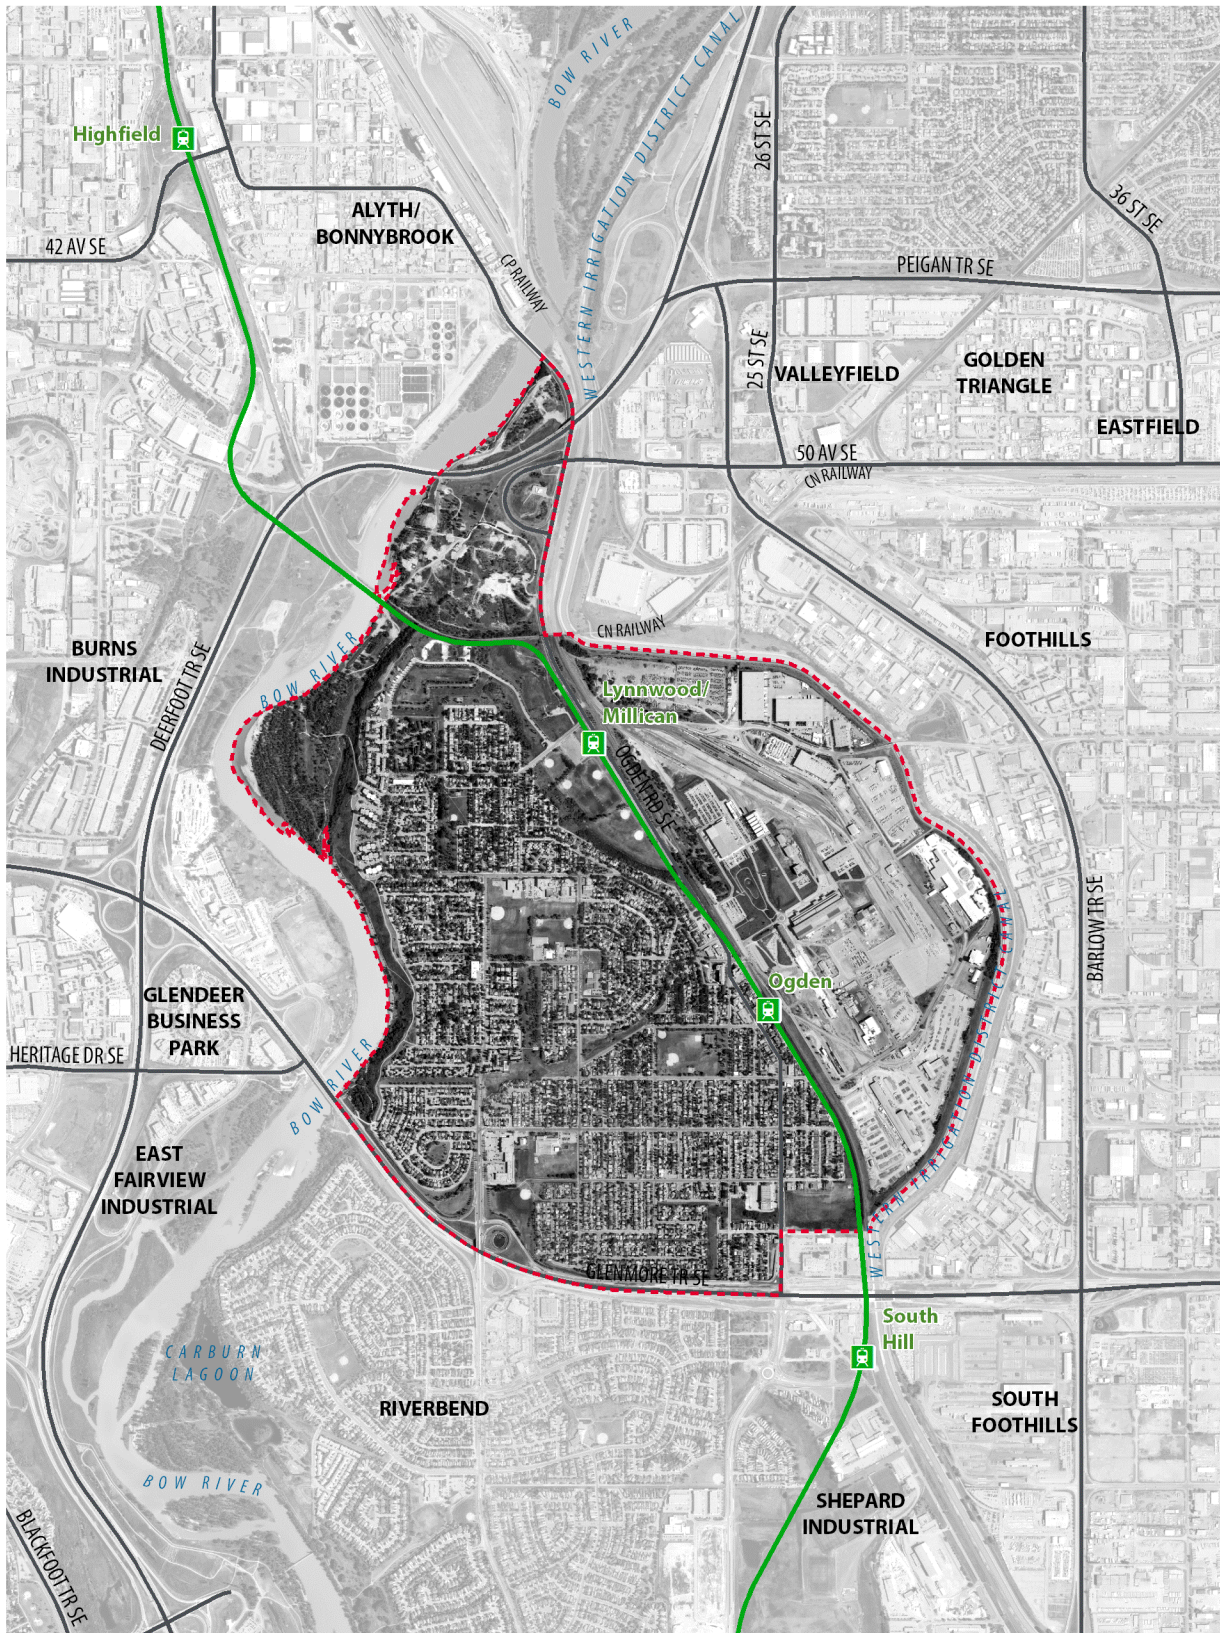 BOW RIVER
WESTERN IRRIGATION DISTRICT CANAL
26 ST SE
Highfield
36 ST SE
ALYTH/
BONNYBROOK
42 AV SE
CP RAILWAY
PEIGAN TR SE
25 ST SE
VALLEYFIELD
GOLDEN
TRIANGLE
EASTFIELD
50 AV SE
CN RAILWAY
CN RAILWAY
FOOTHILLS
BURNS
INDUSTRIAL
DEERFOOT TR SE
BOW RIVER
Lynnwood/
Millican
OGDEN RD SE
BARLOW TR SE
Ogden
GLENDEER
BUSINESS
PARK
HERITAGE DR SE
BOW RIVER
WESTERN IRRIGATION DISTRICT CANAL
EAST
FAIRVIEW
INDUSTRIAL
GLENMORE TR SE
South
Hill
CARBURN
LAGOON
RIVERBEND
SOUTH
FOOTHILLS
BOW RIVER
SHEPARD
INDUSTRIAL
BLACKFOOT TR SE